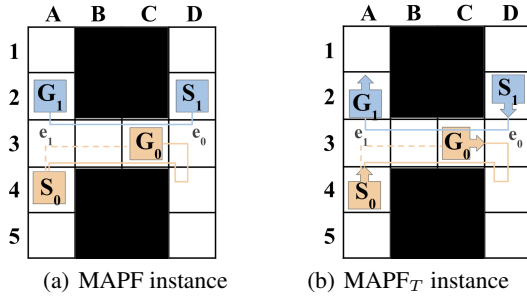 A B C D A B C D
1 1
2 G1 S1 2 G1 S1
e1 e0 e1 e0
3 G0 3 G0
4 S0 4 S0
5 5
(a) MAPF instance (b) MAPF_T instance